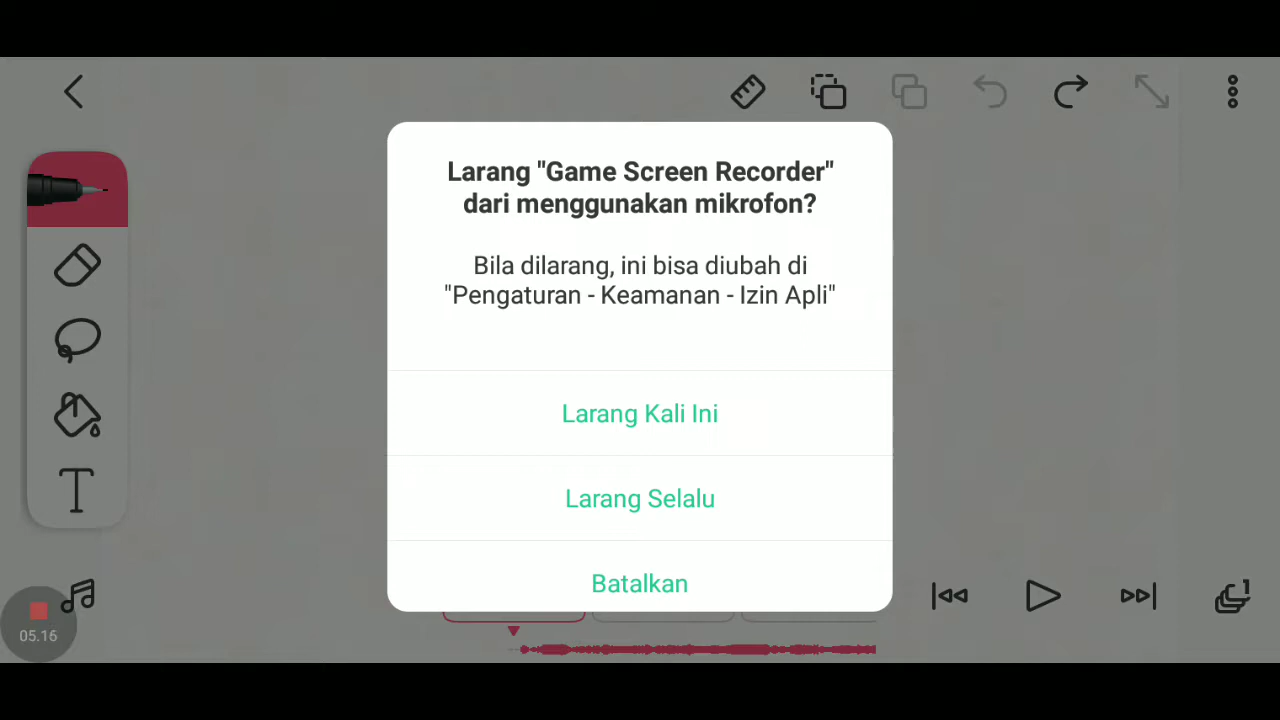 Larang "Game Screen Recorder"
dari menggunakan mikrofon?
Bila dilarang, ini bisa diubah di
"Pengaturan - Keamanan - Izin Apli"
Larang Kali Ini
Larang Selalu
Batalkan
1
05.16